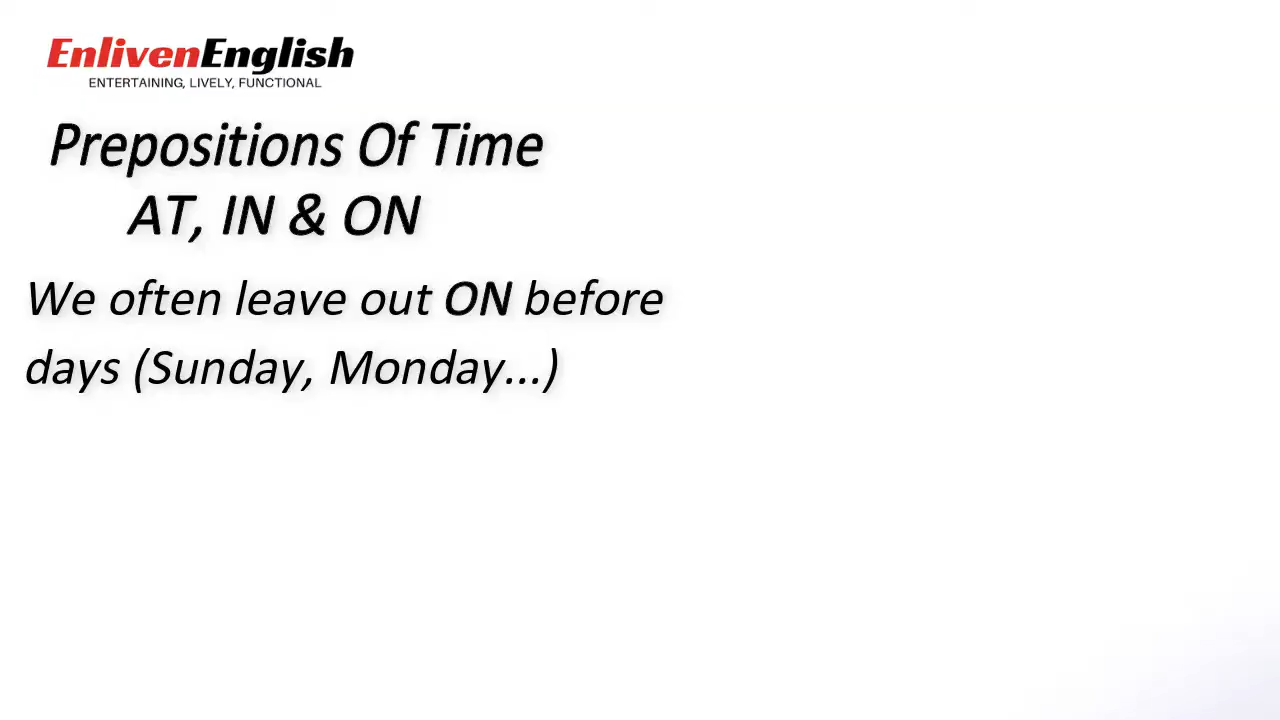 EnlivenEnglish
ENTERTAINING, LIVELY, FUNCTIONAL
Prepositions Of Time
AT, IN & ON
We often leave out ON before
days (Sunday, Monday...)